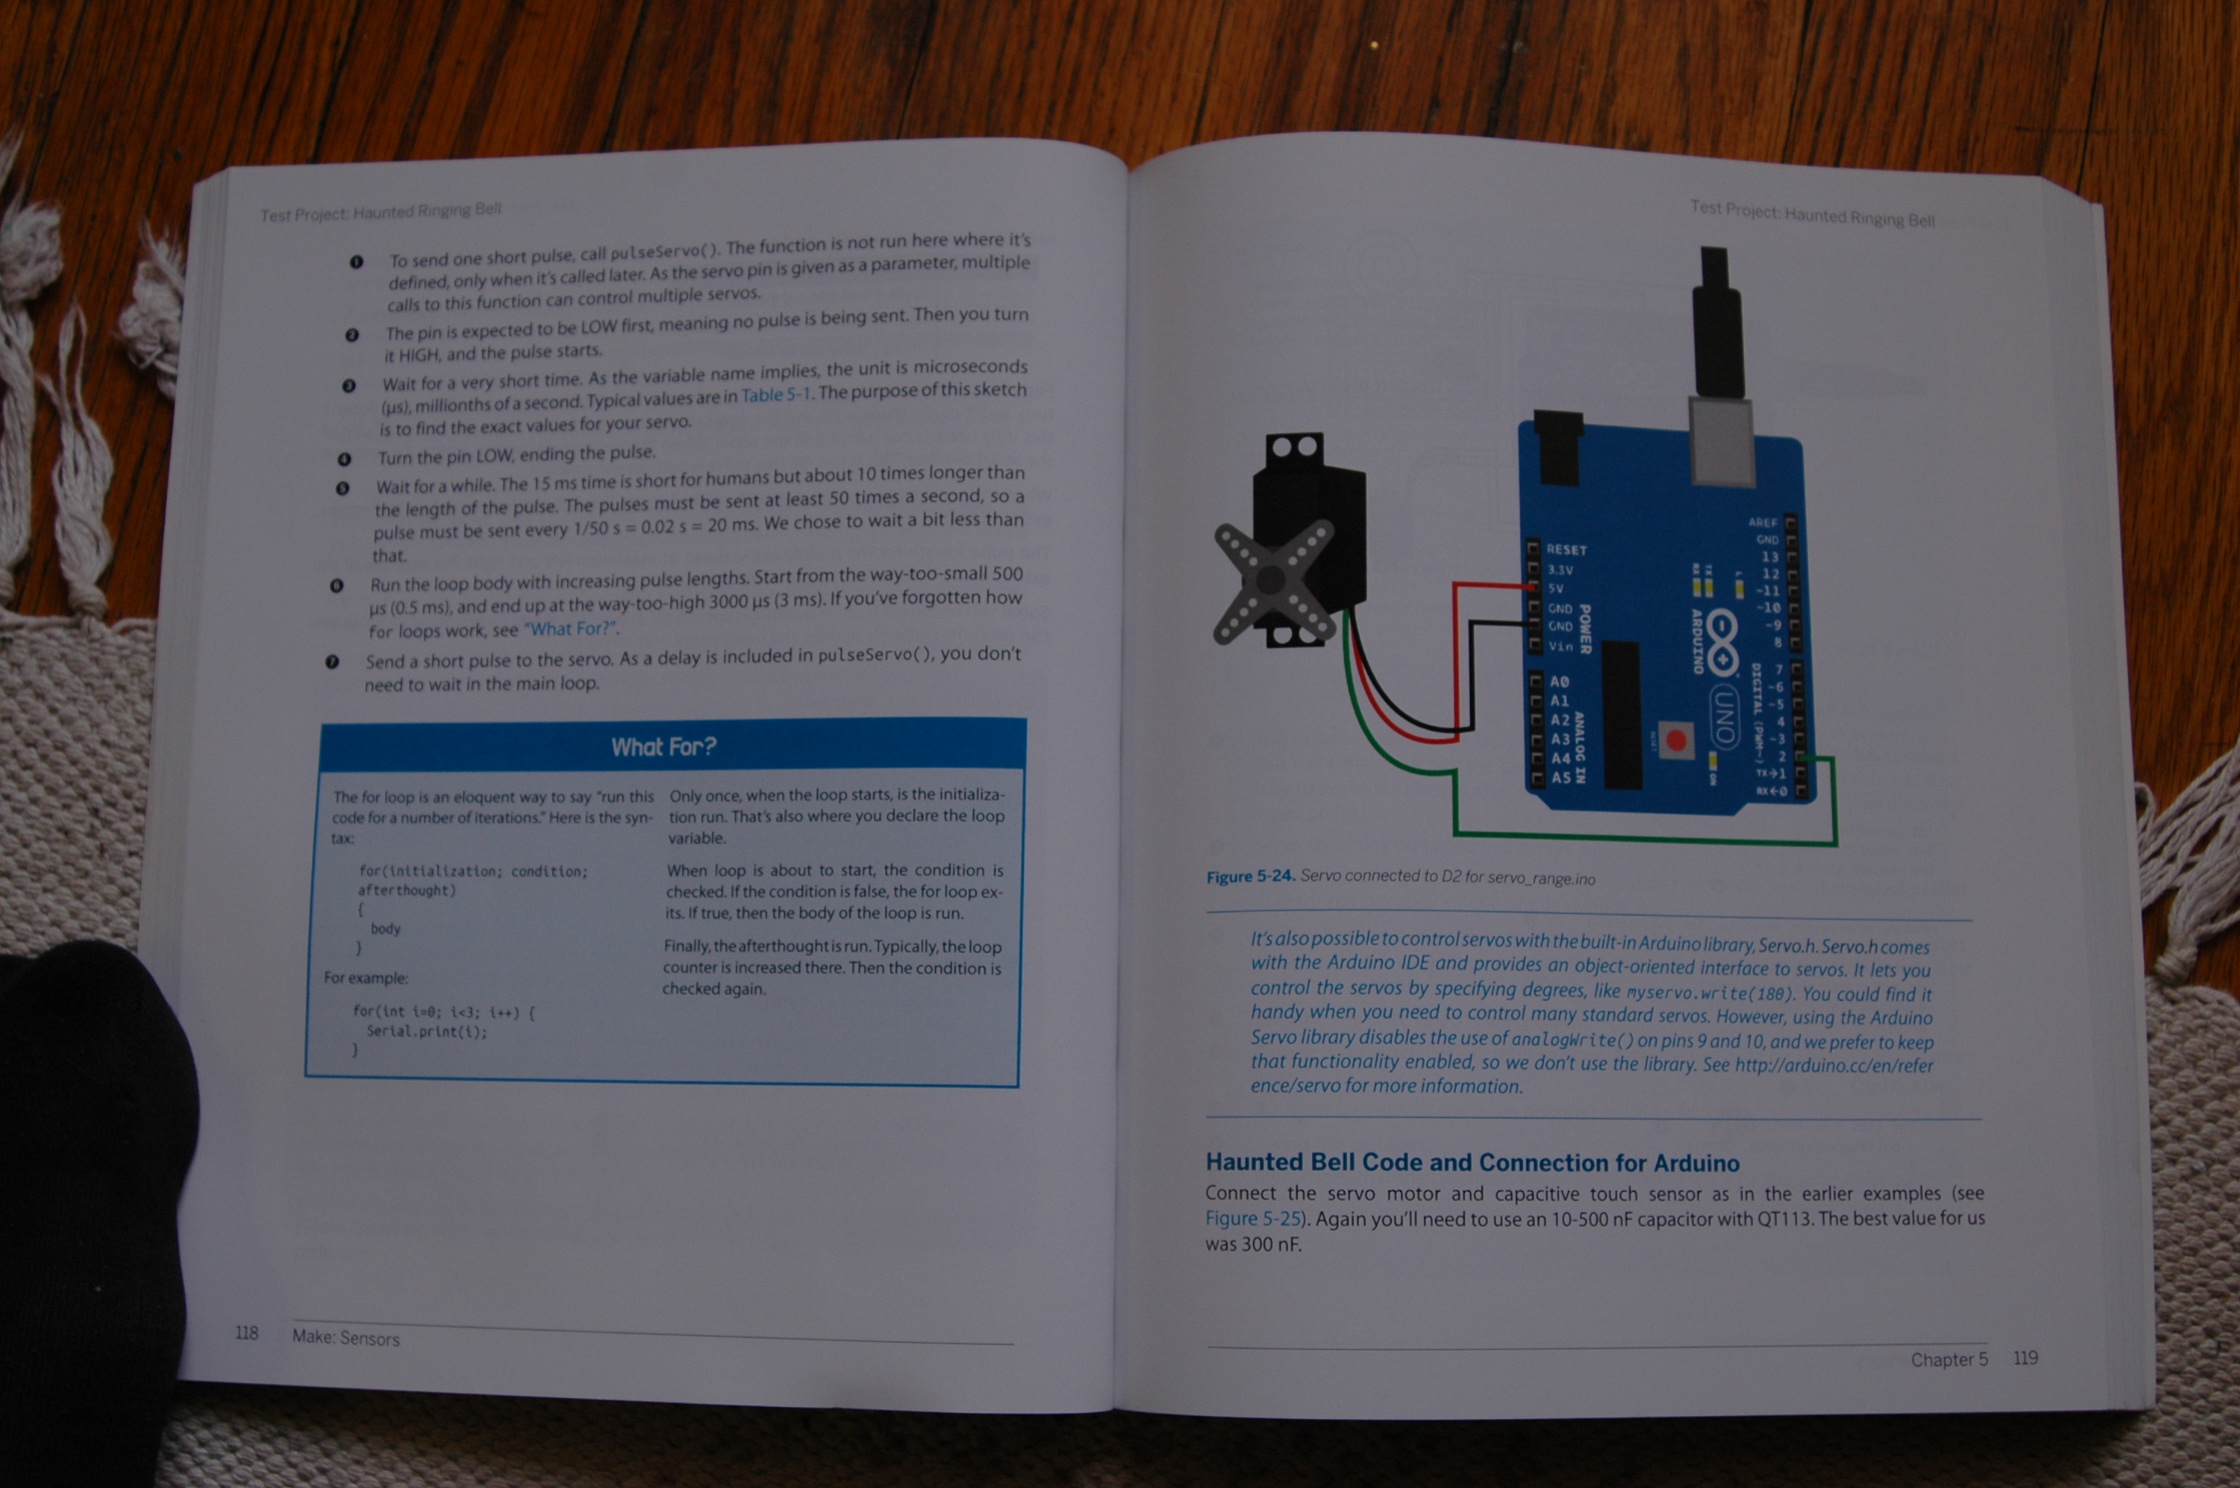 Test Project: Haunted Ringing Bell
❶ To send one short pulse, call pulseServo(). The function is not run here where it's
defined, only when it's called later. As the servo pin is given as a parameter, multiple
calls to this function can control multiple servos.
❷ The pin is expected to be LOW first, meaning no pulse is being sent. Then you turn
it HIGH, and the pulse starts.
❸ Wait for a very short time. As the variable name implies, the unit is microseconds
(μs), millionths of a second. Typical values are in Table 5-1. The purpose of this sketch
is to find the exact values for your servo.
❹ Turn the pin LOW, ending the pulse.
❺ Wait for a while. The 15 ms time is short for humans but about 10 times longer than
the length of the pulse. The pulses must be sent at least 50 times a second, so a
pulse must be sent every 1/50 s = 0.02 s = 20 ms. We chose to wait a bit less than
that.
❻ Run the loop body with increasing pulse lengths. Start from the way-too-small 500
μs (0.5 ms), and end up at the way-too-high 3000 μs (3 ms). If you've forgotten how
for loops work, see "What For?".
❼ Send a short pulse to the servo. As a delay is included in pulseServo(), you don't
need to wait in the main loop.
What For?
The for loop is an eloquent way to say "run this
code for a number of iterations." Here is the syn-
tax:
for(initialization; condition;
afterthought)
{
body
}
For example:
for(int i=0; i<3; i++) {
Serial.print(i);
}
Only once, when the loop starts, is the initializa-
tion run. That's also where you declare the loop
variable.
When loop is about to start, the condition is
checked. If the condition is false, the for loop ex-
its. If true, then the body of the loop is run.
Finally, the afterthought is run. Typically, the loop
counter is increased there. Then the condition is
checked again.
118 Make: Sensors
Test Project: Haunted Ringing Bell
RESET
3.3V
5V
GND
GND
Vin
POWER
A0
A1
A2
A3
A4
A5
ANALOG IN
RESET
TX
RX
L
ARDUINO
UNO
ON
AREF
GND
13
12
~11
~10
~9
8
7
~6
~5
4
~3
2
TX→1
RX←0
DIGITAL (PWM~)
Figure 5-24. Servo connected to D2 for servo_range.ino
It's also possible to control servos with the built-in Arduino library, Servo.h. Servo.h comes
with the Arduino IDE and provides an object-oriented interface to servos. It lets you
control the servos by specifying degrees, like myservo.write(180). You could find it
handy when you need to control many standard servos. However, using the Arduino
Servo library disables the use of analogWrite() on pins 9 and 10, and we prefer to keep
that functionality enabled, so we don't use the library. See http://arduino.cc/en/refer
ence/servo for more information.
Haunted Bell Code and Connection for Arduino
Connect the servo motor and capacitive touch sensor as in the earlier examples (see
Figure 5-25). Again you'll need to use an 10-500 nF capacitor with QT113. The best value for us
was 300 nF.
Chapter 5 119